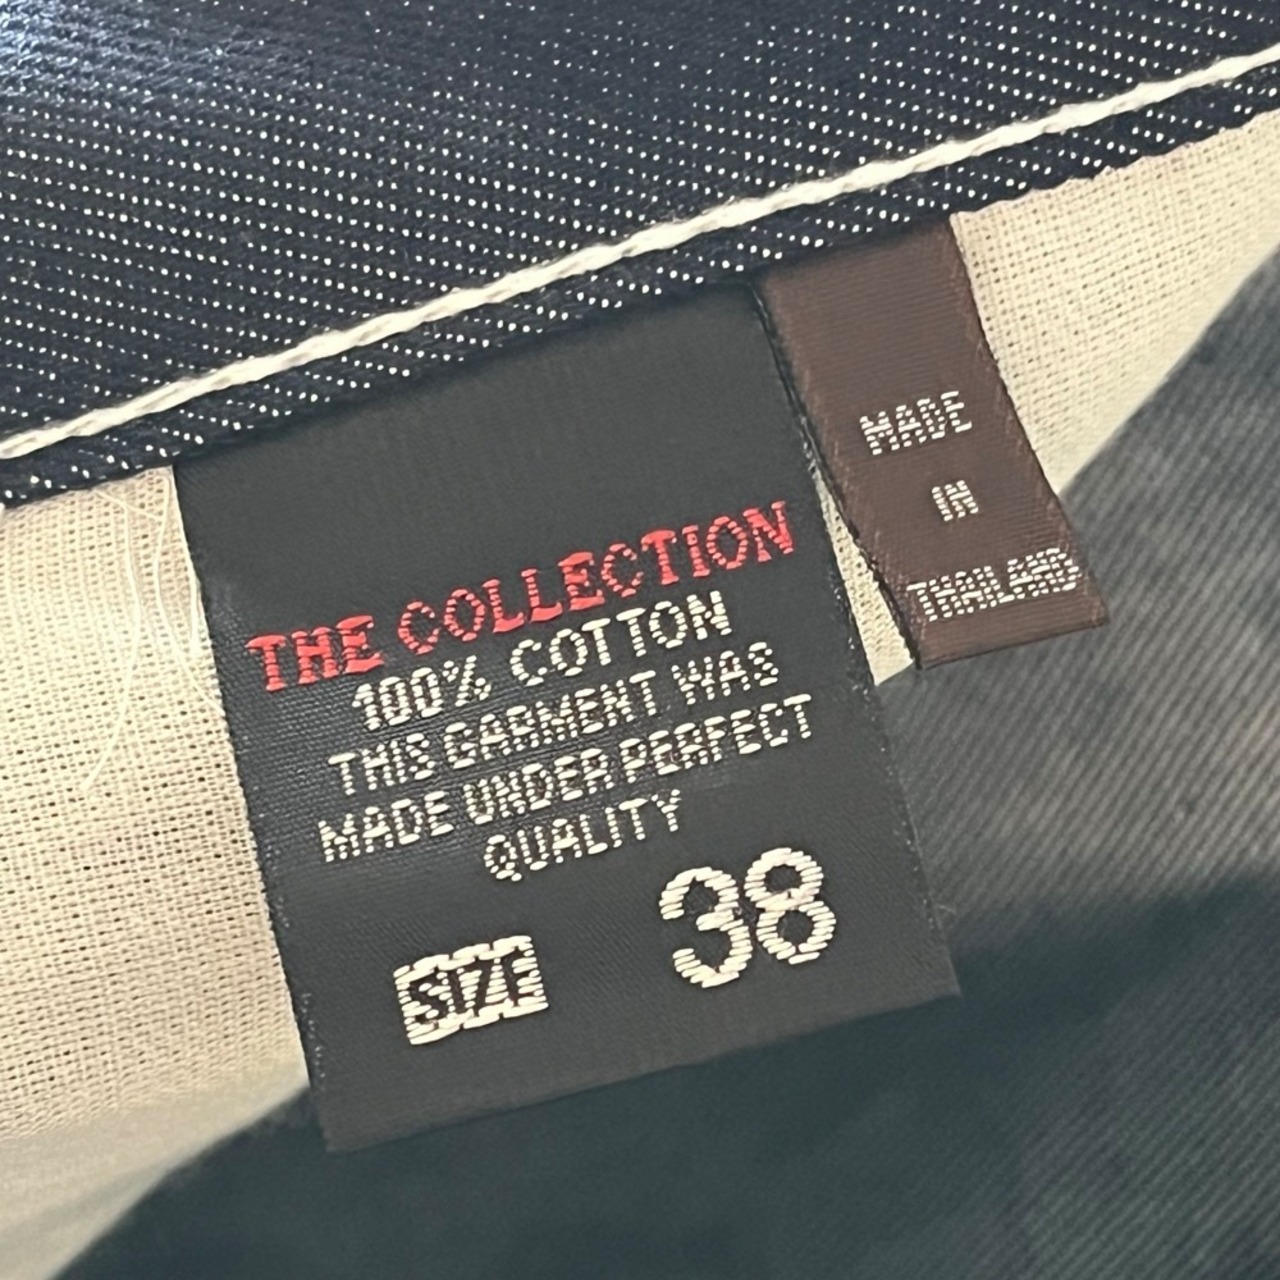 THE COLLECTION
100% COTTON
THIS GARMENT WAS
MADE UNDER PERFECT
QUALITY
SIZE 38
MADE
IN
THAILAND